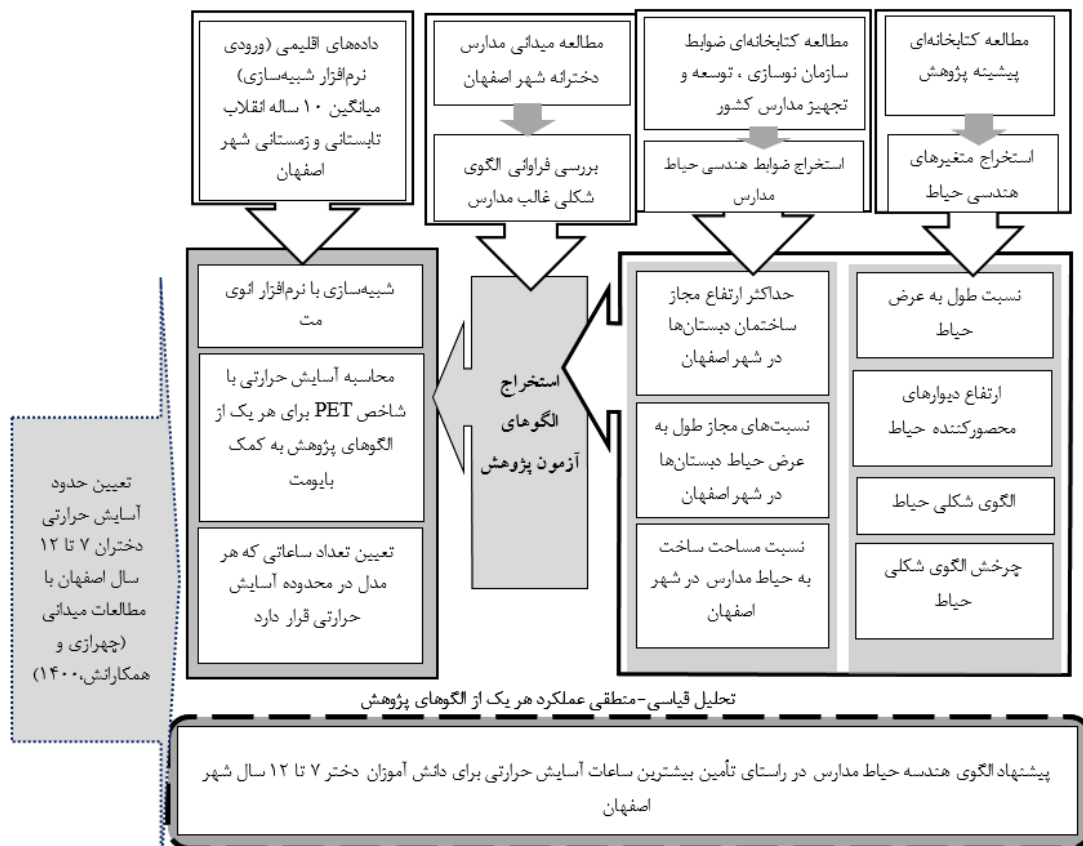 مطالعه کتابخانه‌ای
پیشینه پژوهش
استخراج متغیرهای
هندسی حیاط
مطالعه کتابخانه‌ای ضوابط
سازمان نوسازی ، توسعه و
تجهیز مدارس کشور
استخراج ضوابط هندسی حیاط
مدارس
مطالعه میدانی مدارس
دخترانه شهر اصفهان
بررسی فراوانی الگوی
شکلی غالب مدارس
داده‌های اقلیمی (ورودی
نرم‌افزار شبیه‌سازی)
میانگین ۱۰ ساله انقلاب
تابستانی و زمستانی شهر
اصفهان
نسبت طول به عرض
حیاط
ارتفاع دیوارهای
محصورکننده حیاط
الگوی شکلی حیاط
چرخش الگوی شکلی
حیاط
حداکثر ارتفاع مجاز
ساختمان دبستان‌ها
در شهر اصفهان
نسبت‌های مجاز طول به
عرض حیاط دبستان‌ها
در شهر اصفهان
نسبت مساحت ساخت
به حیاط مدارس در شهر
اصفهان
استخراج
الگوهای
آزمون پژوهش
شبیه‌سازی با نرم‌افزار انوی
مت
محاسبه آسایش حرارتی با
شاخص PET برای هر یک از
الگوهای پژوهش به کمک
بایومت
تعیین تعداد ساعاتی که هر
مدل در محدوده آسایش
حرارتی قرار دارد
تعیین حدود
آسایش حرارتی
دختران ۷ تا ۱۲
سال اصفهان با
مطالعات میدانی
(چهرازی و
همکارانش،۱۴۰۰)
تحلیل قیاسی-منطقی عملکرد هر یک از الگوهای پژوهش
پیشنهاد الگوی هندسه حیاط مدارس در راستای تأمین بیشترین ساعات آسایش حرارتی برای دانش آموزان دختر ۷ تا ۱۲ سال شهر
اصفهان